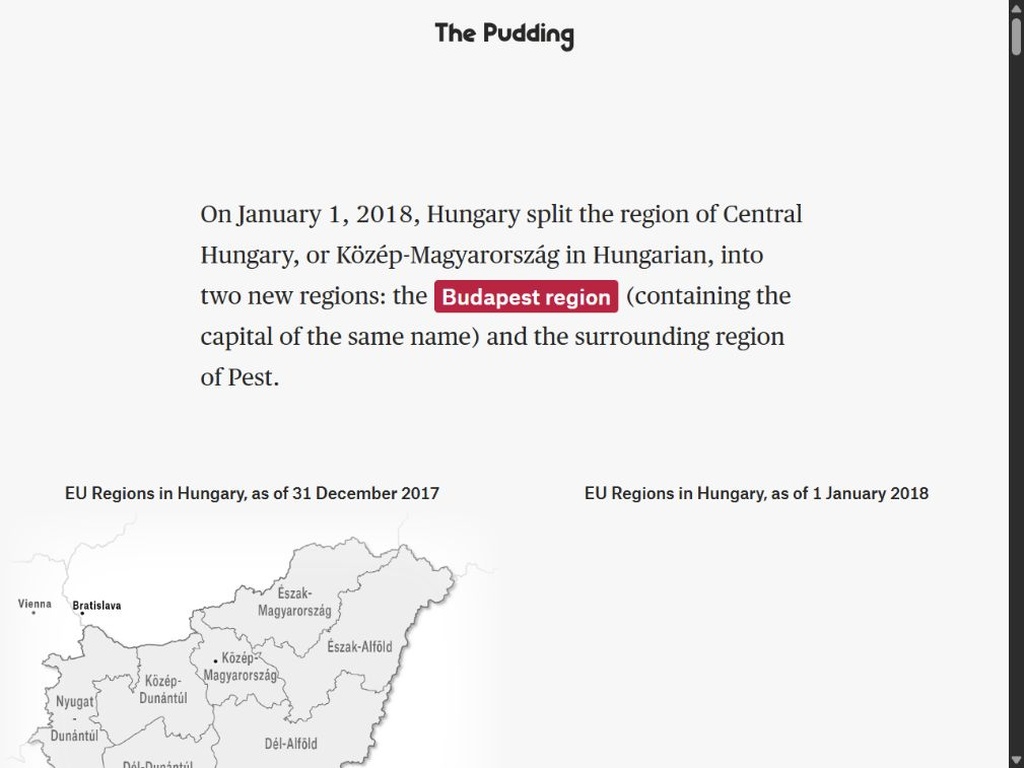 The Pudding
On January 1, 2018, Hungary split the region of Central
Hungary, or Közép-Magyarország in Hungarian, into
two new regions: the Budapest region (containing the
capital of the same name) and the surrounding region
of Pest.
EU Regions in Hungary, as of 31 December 2017
EU Regions in Hungary, as of 1 January 2018
Észak-
Magyarország
Vienna
Bratislava
Észak-Alföld
Közép-
Magyarország
Közép-
Dunántúl
Nyugat
-
Dunántúl
Dél-Alföld
Dél-Dunántúl